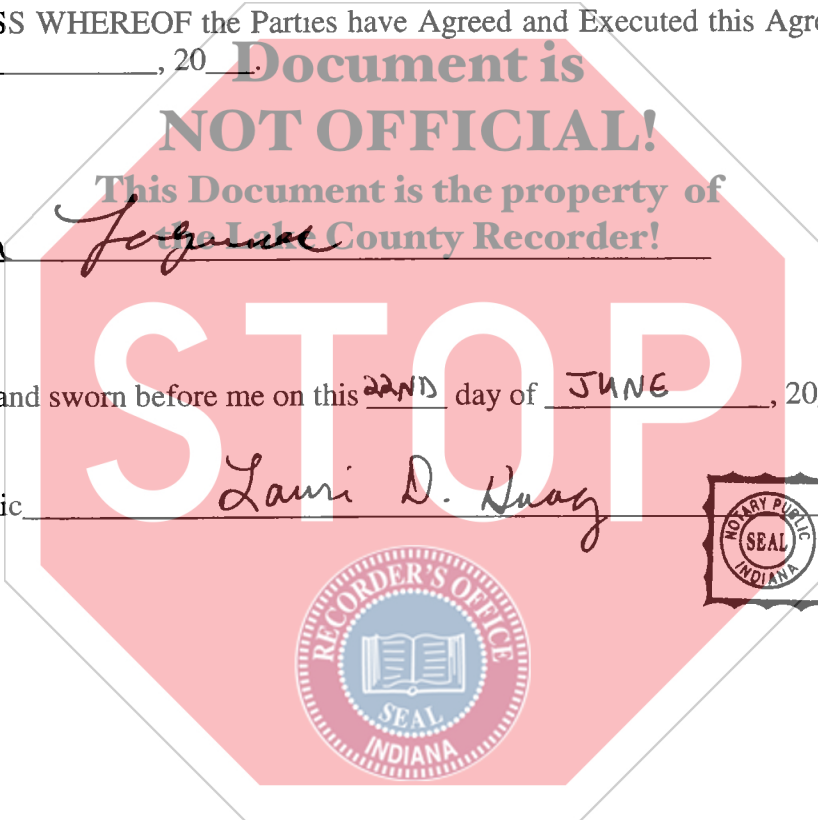 SS WHEREOF the Parties have Agreed and Executed this Agre
, 20___.
Document is
NOT OFFICIAL!
This Document is the property of
the Lake County Recorder!
STOP
and sworn before me on this 22ND day of JUNE, 20
ic Lauri D. Haag
NOTARY PUBLIC
SEAL
INDIANA
RECORDER'S OFFICE
SEAL
INDIANA